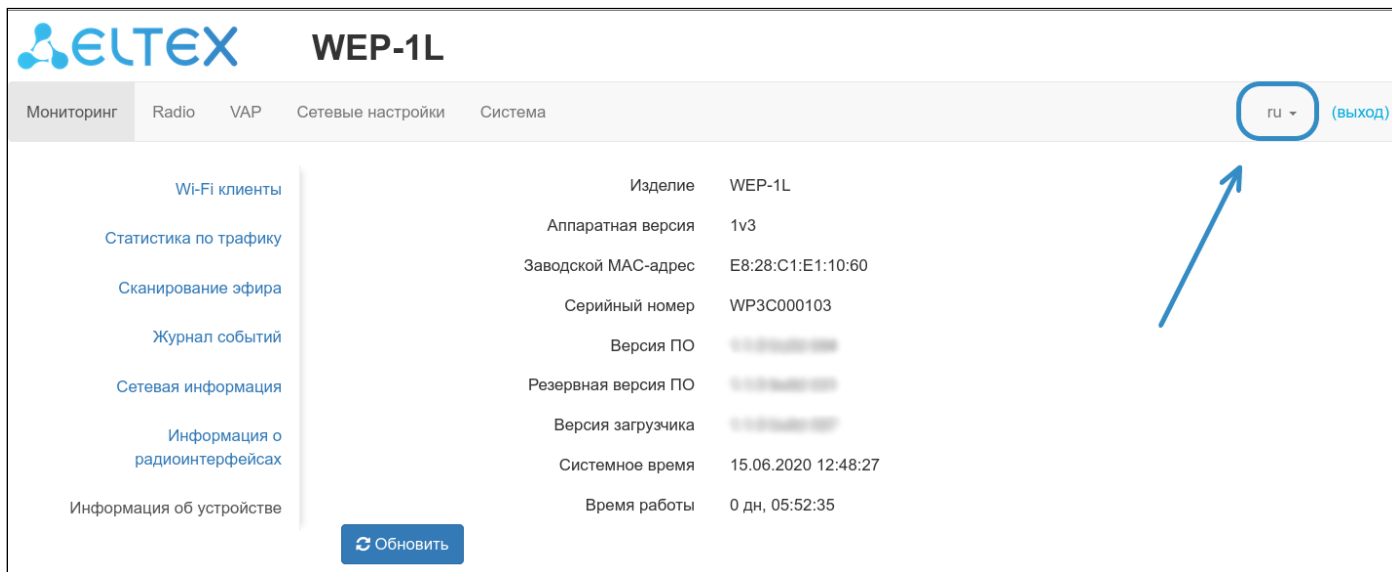 ELTEX WEP-1L
Мониторинг Radio VAP Сетевые настройки Система ru (выход)
Wi-Fi клиенты
Статистика по трафику
Сканирование эфира
Журнал событий
Сетевая информация
Информация о
радиоинтерфейсах
Информация об устройстве
Изделие WEP-1L
Аппаратная версия 1v3
Заводской MAC-адрес E8:28:C1:E1:10:60
Серийный номер WP3C000103
Версия ПО
Резервная версия ПО
Версия загрузчика
Системное время 15.06.2020 12:48:27
Время работы 0 дн, 05:52:35
Обновить